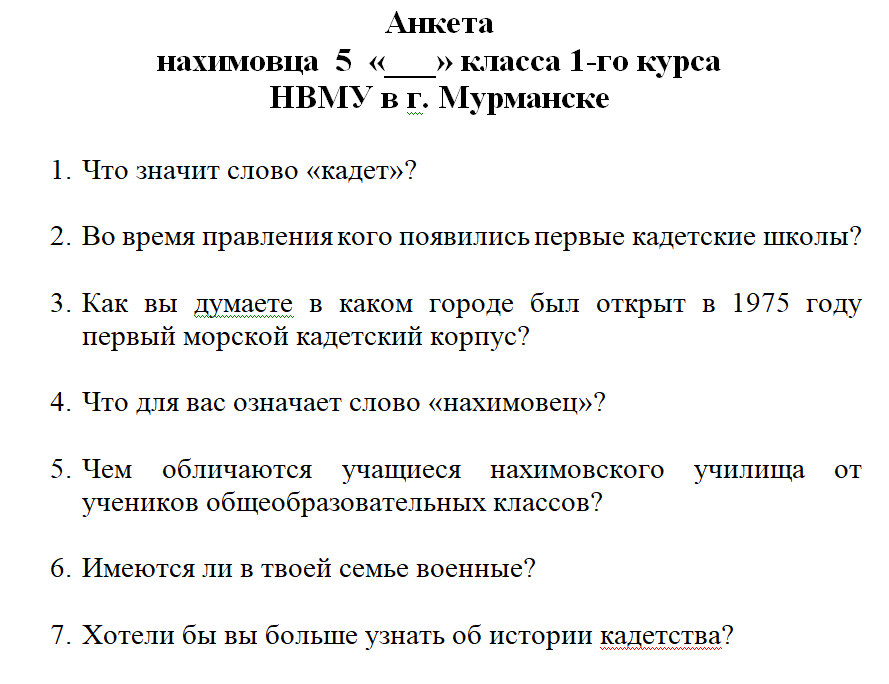 Анкета
нахимовца 5 «___» класса 1-го курса
НВМУ в г. Мурманске
1. Что значит слово «кадет»?
2. Во время правления кого появились первые кадетские школы?
3. Как вы думаете в каком городе был открыт в 1975 году
первый морской кадетский корпус?
4. Что для вас означает слово «нахимовец»?
5. Чем обличаются учащиеся нахимовского училища от
учеников общеобразовательных классов?
6. Имеются ли в твоей семье военные?
7. Хотели бы вы больше узнать об истории кадетства?